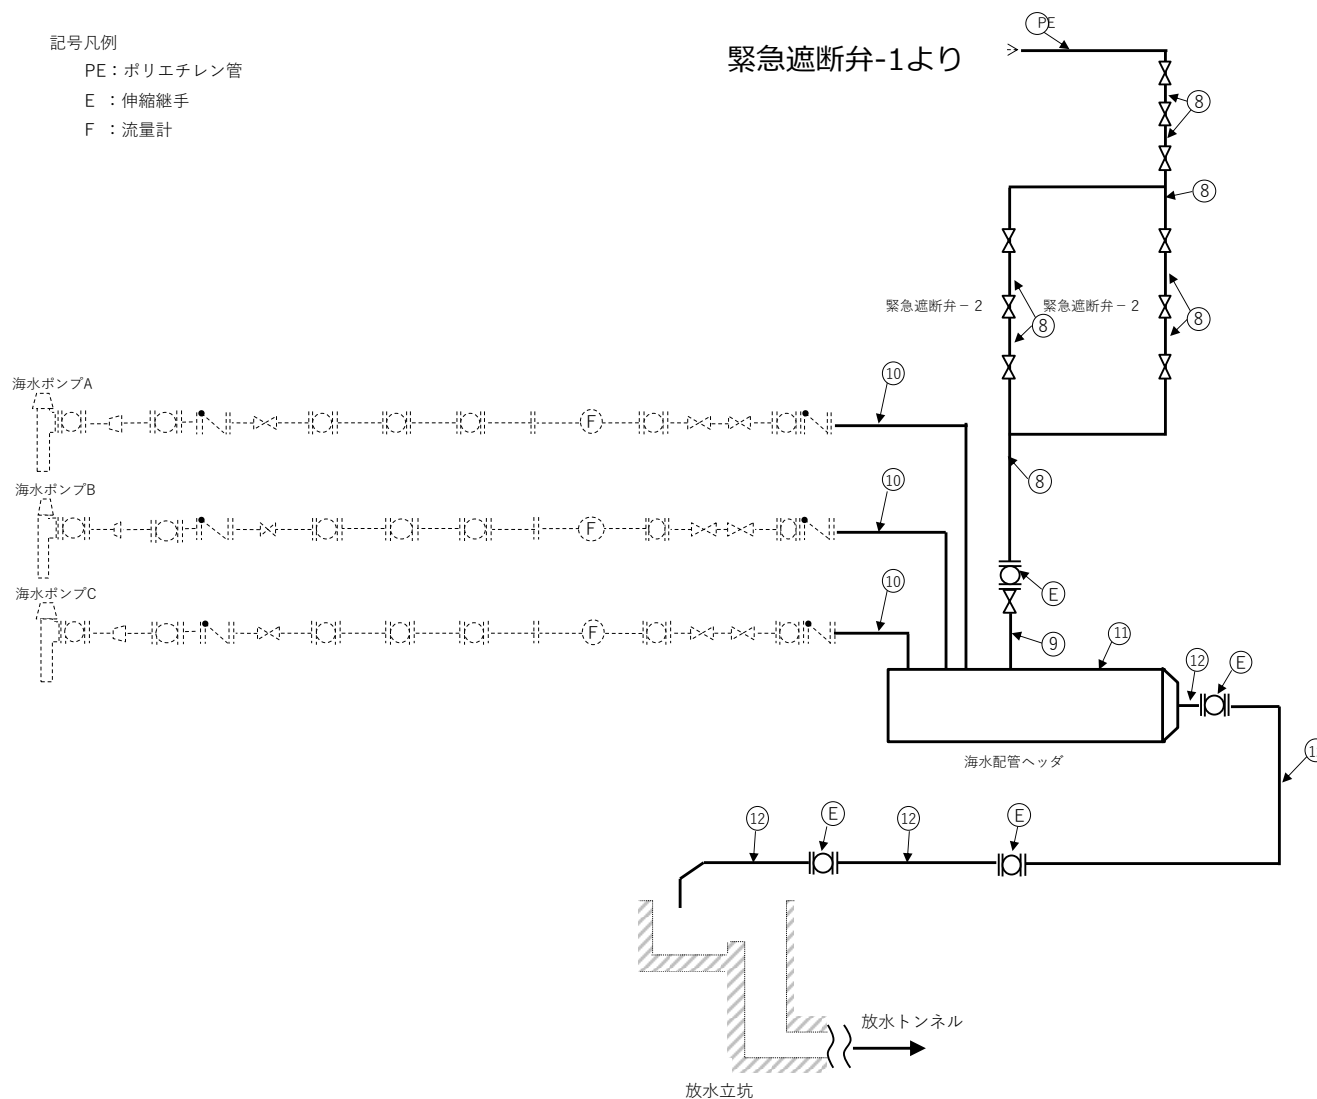 記号凡例
PE：ポリエチレン管
E ：伸縮継手
F ：流量計
緊急遮断弁-1より
PE
8
8
緊急遮断弁－2
緊急遮断弁－2
8
8
海水ポンプA
10
F
8
海水ポンプB
10
F
E
海水ポンプC
10
F
9
11
12
E
海水配管ヘッダ
12
E
12
E
放水トンネル
放水立坑